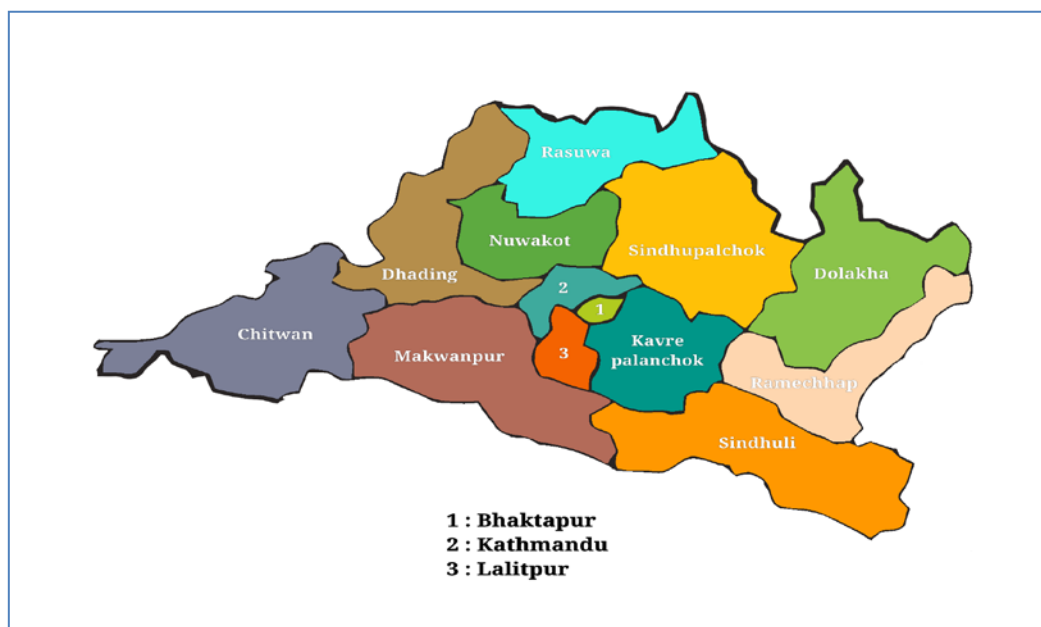 Rasuwa
Nuwakot
Sindhupalchok
Dhading
Dolakha
2
1
Chitwan
Makwanpur
3
Kavre
palanchok
Ramechhap
Sindhuli
1 : Bhaktapur
2 : Kathmandu
3 : Lalitpur